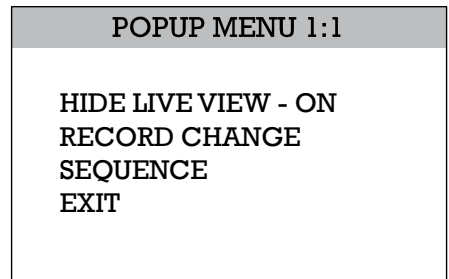 POPUP MENU 1:1
HIDE LIVE VIEW - ON
RECORD CHANGE
SEQUENCE
EXIT